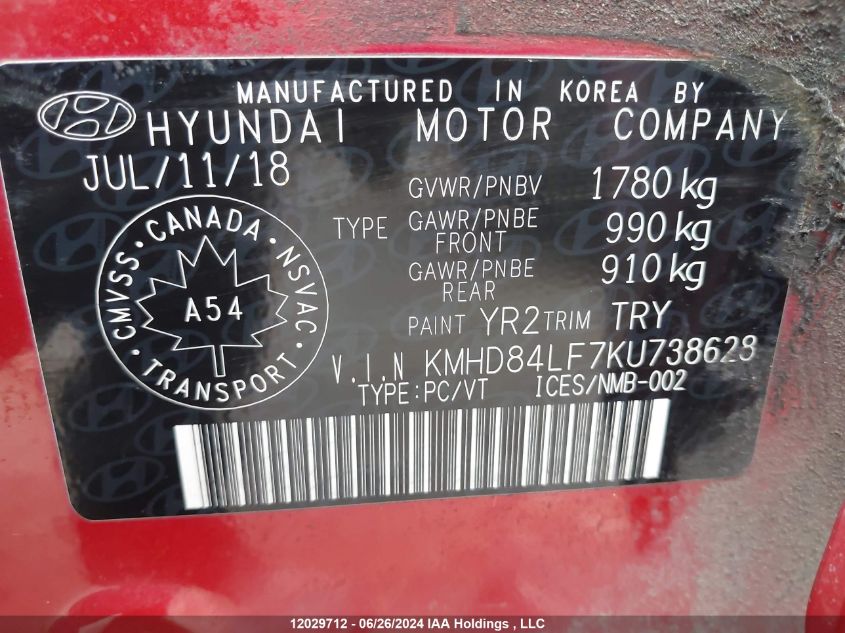 MANUFACTURED IN KOREA BY
HYUNDAI MOTOR COMPANY
JUL/11/18
GVWR/PNBV 1780 kg
TYPE GAWR/PNBE FRONT 990 kg
GAWR/PNBE REAR 910 kg
PAINT YR2 TRIM TRY
V.I.N KMHD84LF7KU738628
TYPE:PC/VT ICES/NMB-002
CMVSS · CANADA · NSVAC · TRANSPORT ·
A54
12029712 - 06/26/2024 IAA Holdings , LLC